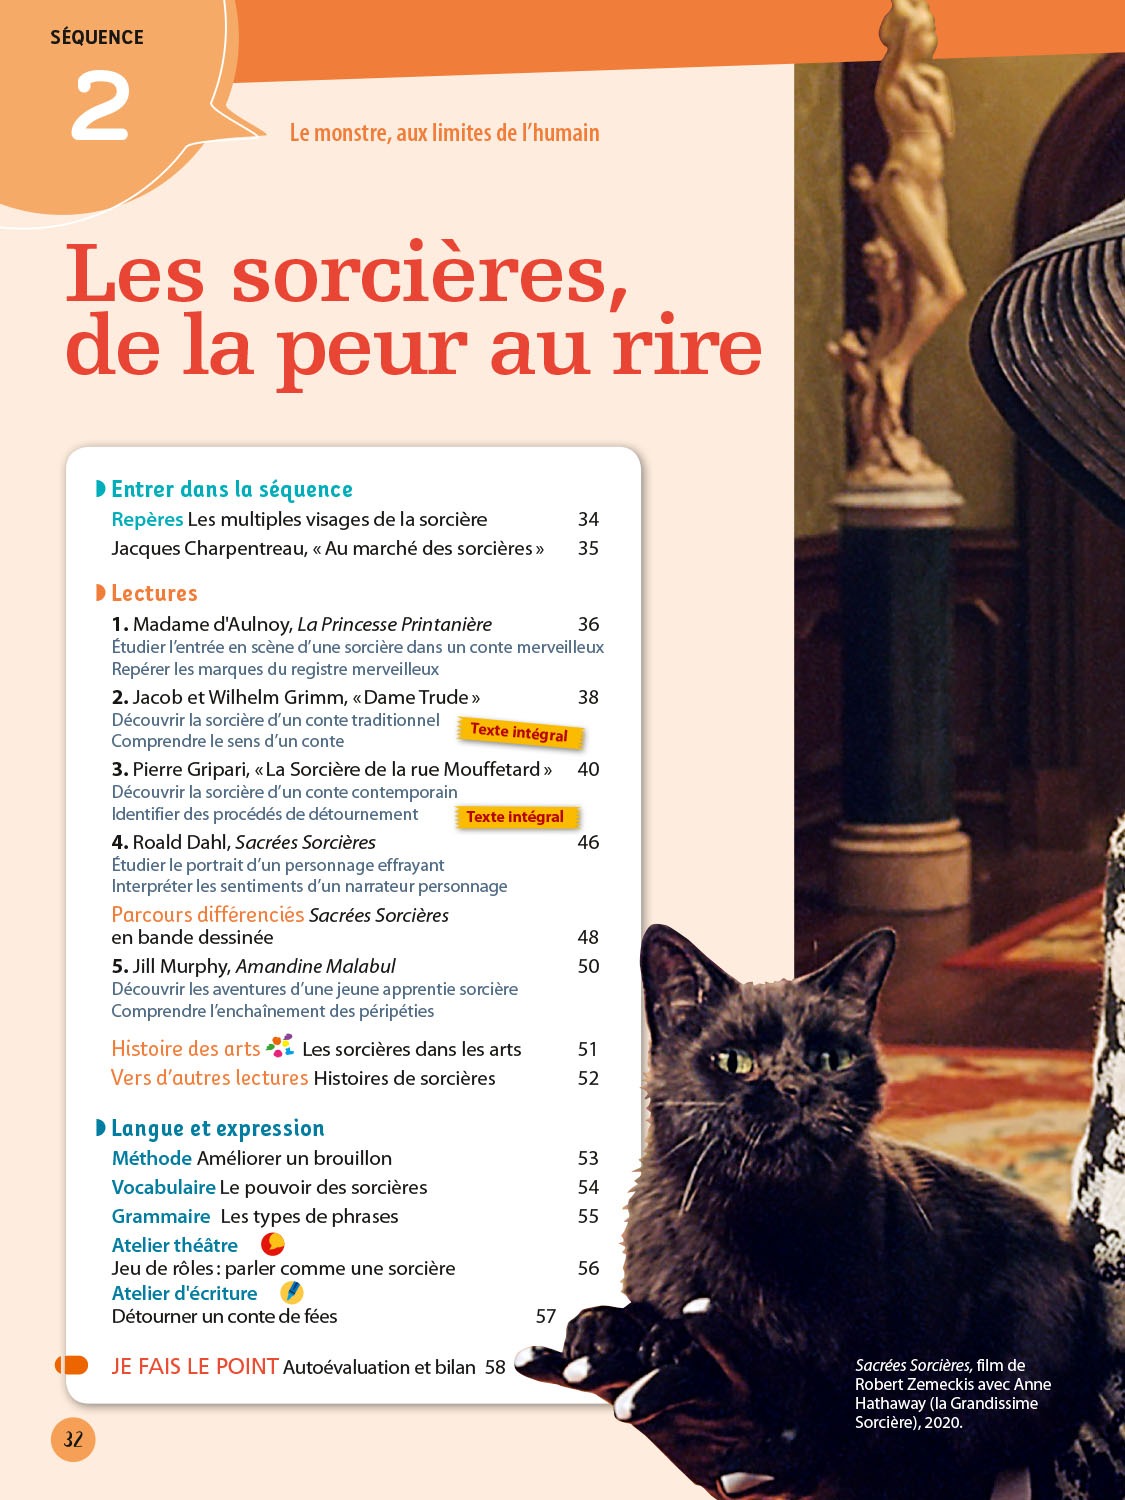 SÉQUENCE
2
Le monstre, aux limites de l’humain
Les sorcières,
de la peur au rire
Entrer dans la séquence
Repères Les multiples visages de la sorcière 34
Jacques Charpentreau, « Au marché des sorcières » 35
Lectures
1. Madame d'Aulnoy, La Princesse Printanière 36
Étudier l’entrée en scène d’une sorcière dans un conte merveilleux
Repérer les marques du registre merveilleux
2. Jacob et Wilhelm Grimm, « Dame Trude » 38
Découvrir la sorcière d’un conte traditionnel
Comprendre le sens d’un conte
Texte intégral
3. Pierre Gripari, « La Sorcière de la rue Mouffetard » 40
Découvrir la sorcière d’un conte contemporain
Identifier des procédés de détournement
Texte intégral
4. Roald Dahl, Sacrées Sorcières 46
Étudier le portrait d’un personnage effrayant
Interpréter les sentiments d’un narrateur personnage
Parcours différenciés Sacrées Sorcières
en bande dessinée 48
5. Jill Murphy, Amandine Malabul 50
Découvrir les aventures d’une jeune apprentie sorcière
Comprendre l’enchaînement des péripéties
Histoire des arts Les sorcières dans les arts 51
Vers d’autres lectures Histoires de sorcières 52
Langue et expression
Méthode Améliorer un brouillon 53
Vocabulaire Le pouvoir des sorcières 54
Grammaire Les types de phrases 55
Atelier théâtre
Jeu de rôles : parler comme une sorcière 56
Atelier d'écriture
Détourner un conte de fées 57
JE FAIS LE POINT Autoévaluation et bilan 58
Sacrées Sorcières, film de
Robert Zemeckis avec Anne
Hathaway (la Grandissime
Sorcière), 2020.
32